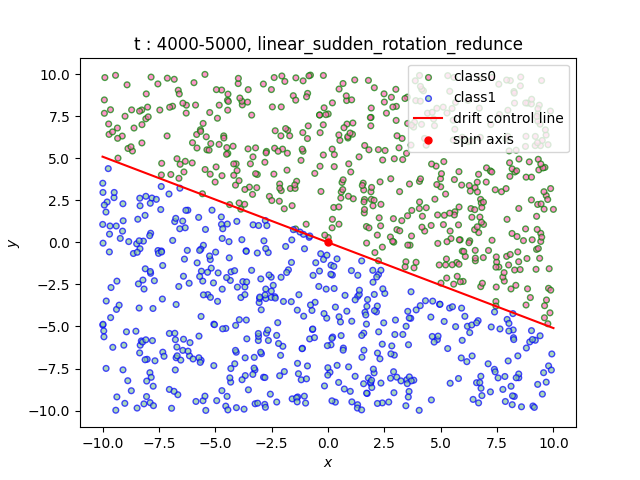 t : 4000-5000, linear_sudden_rotation_redunce
class0
class1
drift control line
spin axis
10.0
7.5
5.0
2.5
0.0
−2.5
−5.0
−7.5
−10.0
y
−10.0 −7.5 −5.0 −2.5 0.0 2.5 5.0 7.5 10.0
x